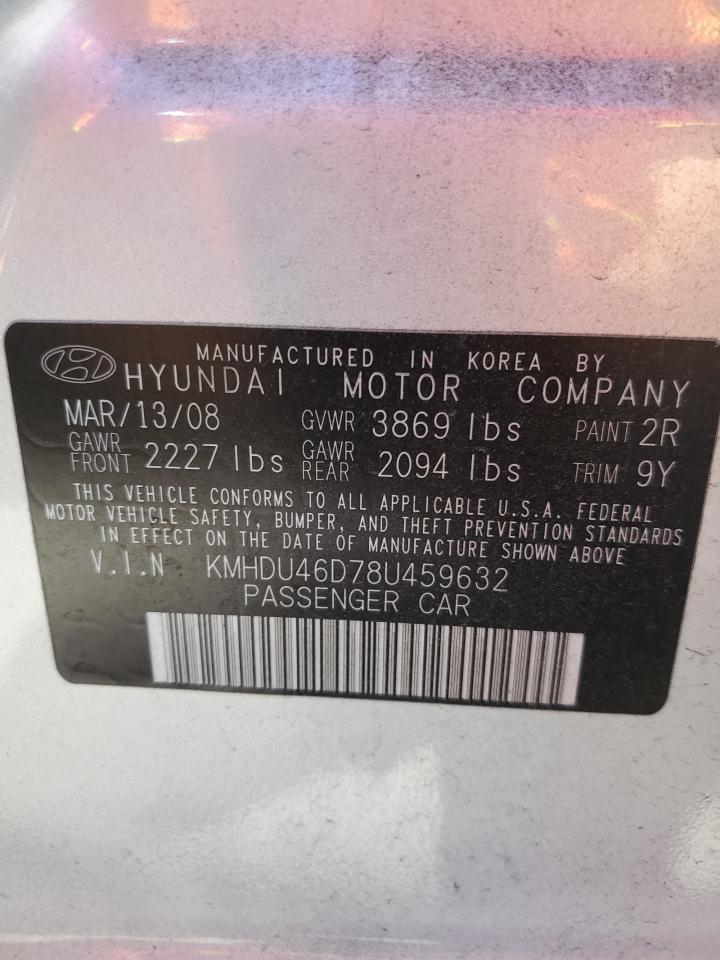 MANUFACTURED IN KOREA BY
HYUNDAI MOTOR COMPANY
MAR/13/08 GVWR 3869 lbs PAINT 2R
GAWR FRONT 2227 lbs GAWR REAR 2094 lbs TRIM 9Y
THIS VEHICLE CONFORMS TO ALL APPLICABLE U.S.A. FEDERAL
MOTOR VEHICLE SAFETY, BUMPER, AND THEFT PREVENTION STANDARDS
IN EFFECT ON THE DATE OF MANUFACTURE SHOWN ABOVE
V.I.N KMHDU46D78U459632
PASSENGER CAR